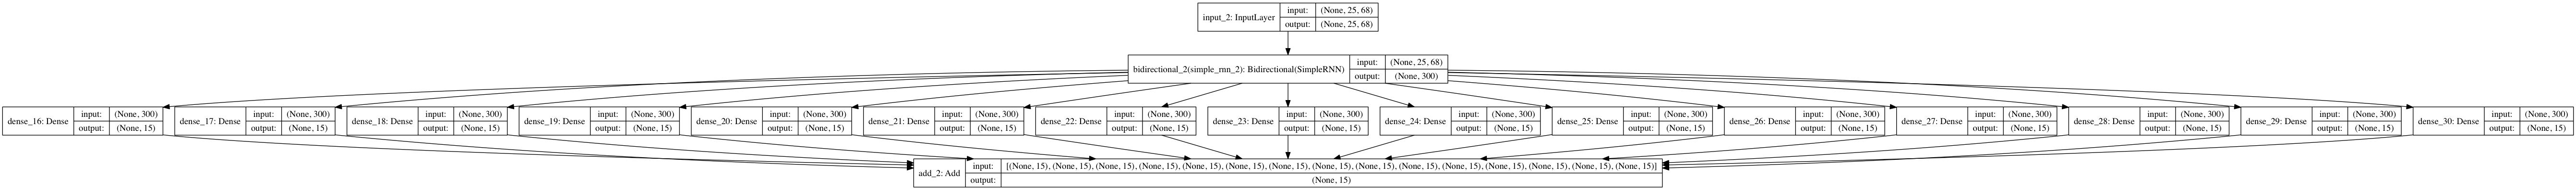 input_2: InputLayer
input: (None, 25, 68)
output: (None, 25, 68)
bidirectional_2(simple_rnn_2): Bidirectional(SimpleRNN)
input: (None, 25, 68)
output: (None, 300)
dense_16: Dense
input: (None, 300)
output: (None, 15)
dense_17: Dense
input: (None, 300)
output: (None, 15)
dense_18: Dense
input: (None, 300)
output: (None, 15)
dense_19: Dense
input: (None, 300)
output: (None, 15)
dense_20: Dense
input: (None, 300)
output: (None, 15)
dense_21: Dense
input: (None, 300)
output: (None, 15)
dense_22: Dense
input: (None, 300)
output: (None, 15)
dense_23: Dense
input: (None, 300)
output: (None, 15)
dense_24: Dense
input: (None, 300)
output: (None, 15)
dense_25: Dense
input: (None, 300)
output: (None, 15)
dense_26: Dense
input: (None, 300)
output: (None, 15)
dense_27: Dense
input: (None, 300)
output: (None, 15)
dense_28: Dense
input: (None, 300)
output: (None, 15)
dense_29: Dense
input: (None, 300)
output: (None, 15)
dense_30: Dense
input: (None, 300)
output: (None, 15)
add_2: Add
input: [(None, 15), (None, 15), (None, 15), (None, 15), (None, 15), (None, 15), (None, 15), (None, 15), (None, 15), (None, 15), (None, 15), (None, 15), (None, 15), (None, 15), (None, 15)]
output: (None, 15)